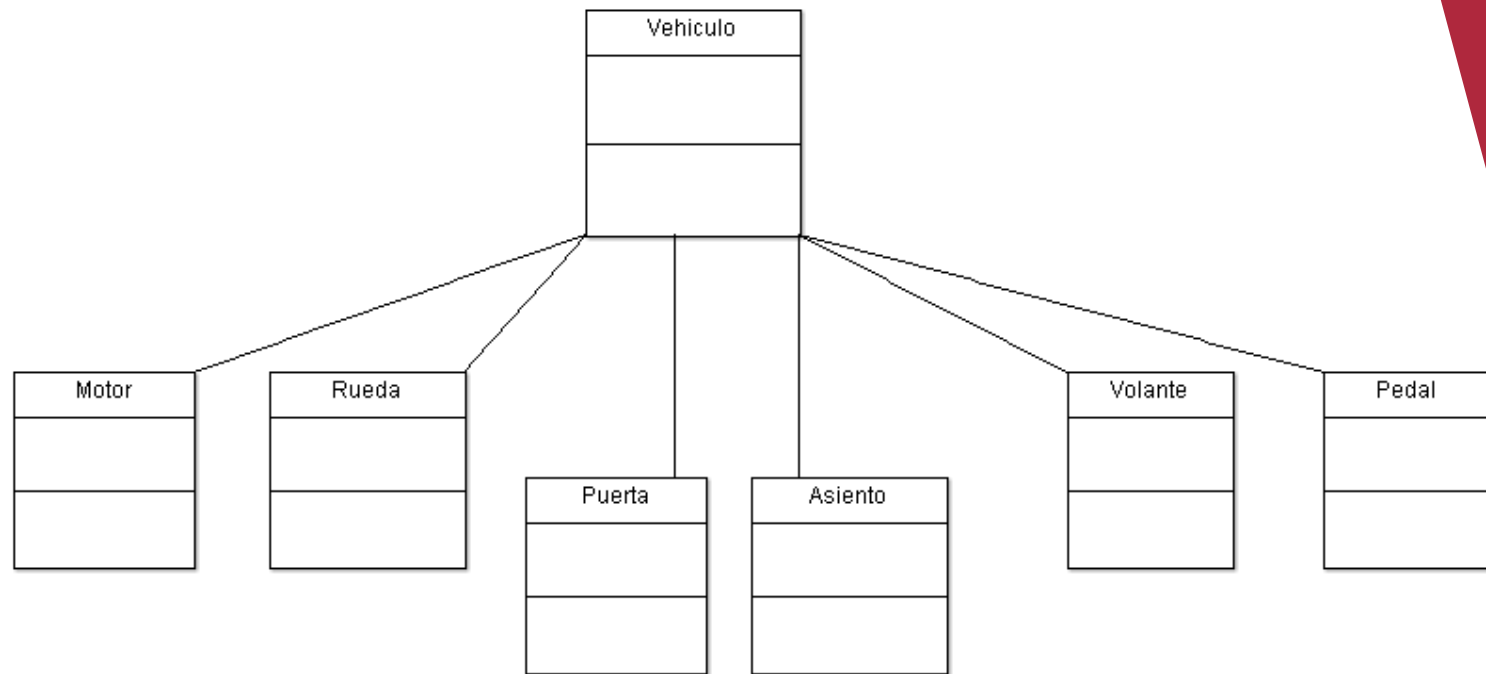 Vehiculo
Motor
Rueda
Volante
Pedal
Puerta
Asiento